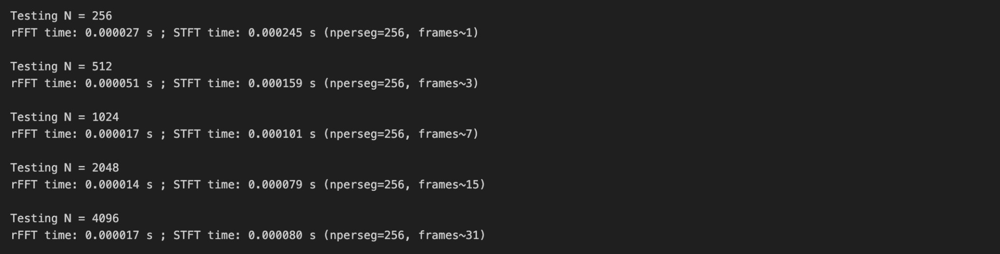 Testing N = 256
rFFT time: 0.000027 s ; STFT time: 0.000245 s (nperseg=256, frames~1)
Testing N = 512
rFFT time: 0.000051 s ; STFT time: 0.000159 s (nperseg=256, frames~3)
Testing N = 1024
rFFT time: 0.000017 s ; STFT time: 0.000101 s (nperseg=256, frames~7)
Testing N = 2048
rFFT time: 0.000014 s ; STFT time: 0.000079 s (nperseg=256, frames~15)
Testing N = 4096
rFFT time: 0.000017 s ; STFT time: 0.000080 s (nperseg=256, frames~31)